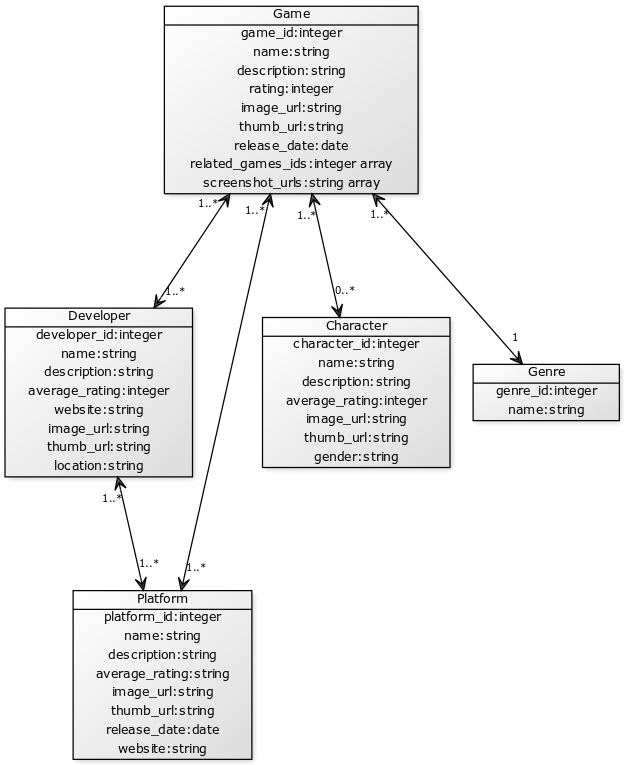 Game
game_id:integer
name:string
description:string
rating:integer
image_url:string
thumb_url:string
release_date:date
related_games_ids:integer array
screenshot_urls:string array
1..*
1..*
1..*
1..*
1..*
0..*
1
Developer
developer_id:integer
name:string
description:string
average_rating:integer
website:string
image_url:string
thumb_url:string
location:string
Character
character_id:integer
name:string
description:string
average_rating:integer
image_url:string
thumb_url:string
gender:string
Genre
genre_id:integer
name:string
1..*
1..*
1..*
Platform
platform_id:integer
name:string
description:string
average_rating:string
image_url:string
thumb_url:string
release_date:date
website:string